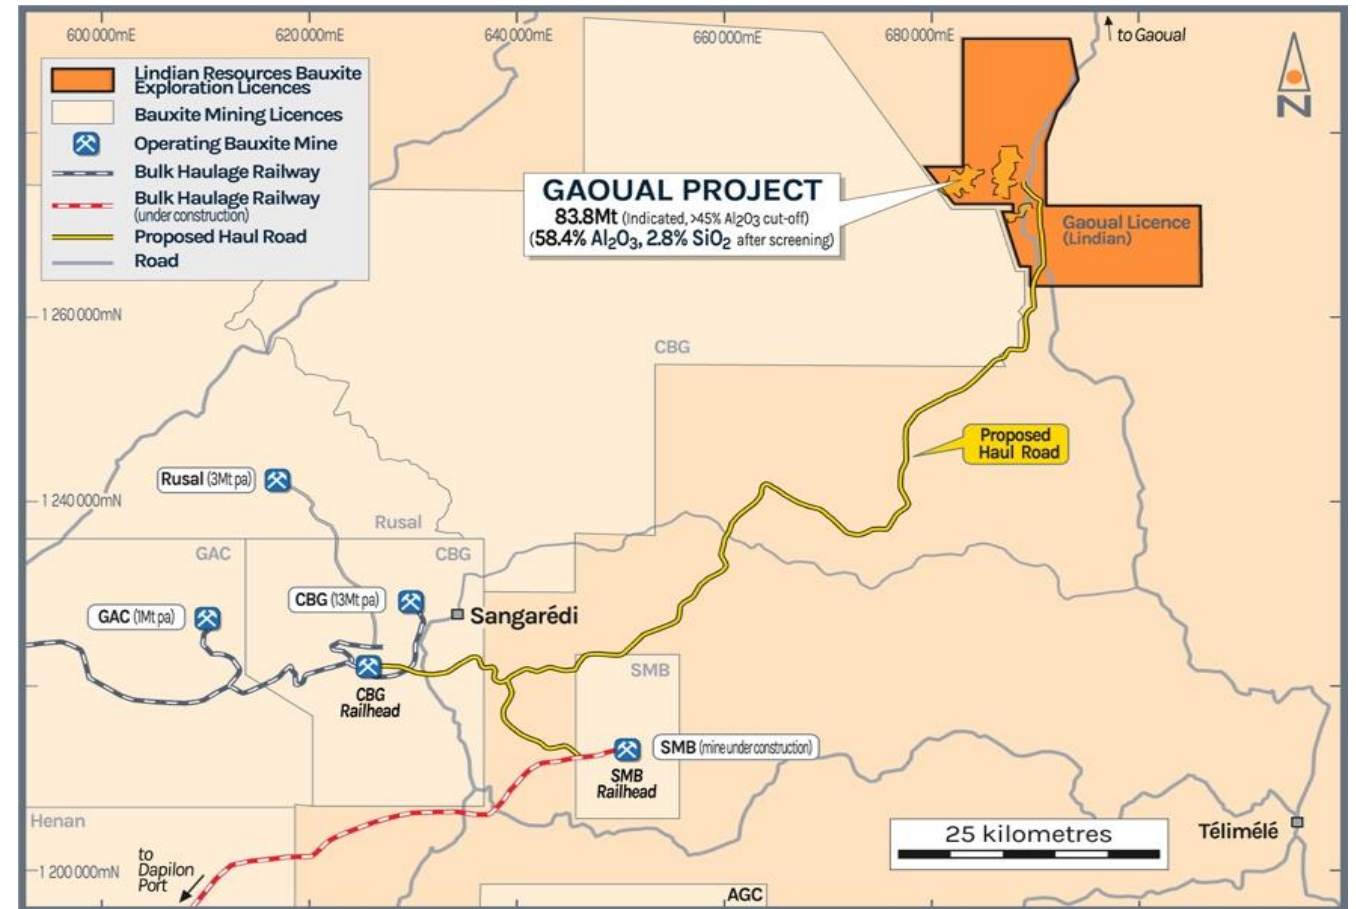 600 000mE
620 000mE
640 000mE
660 000mE
680 000mE
to Gaoual
N
Lindian Resources Bauxite
Exploration Licences
Bauxite Mining Licences
Operating Bauxite Mine
Bulk Haulage Railway
Bulk Haulage Railway
(under construction)
Proposed Haul Road
Road
GAOUAL PROJECT
83.8Mt (Indicated, >45% Al₂O₃ cut-off)
(58.4% Al₂O₃, 2.8% SiO₂ after screening)
Gaoual Licence
(Lindian)
1 260 000mN
CBG
Proposed
Haul Road
Rusal (3Mt pa)
1 240 000mN
Rusal
GAC
CBG
CBG (13Mt pa)
GAC (1Mt pa)
Sangarédi
SMB
CBG
Railhead
SMB (mine under construction)
SMB
Railhead
Henan
25 kilometres
Télimélé
to
Dapilon
Port
1 200 000mN
AGC